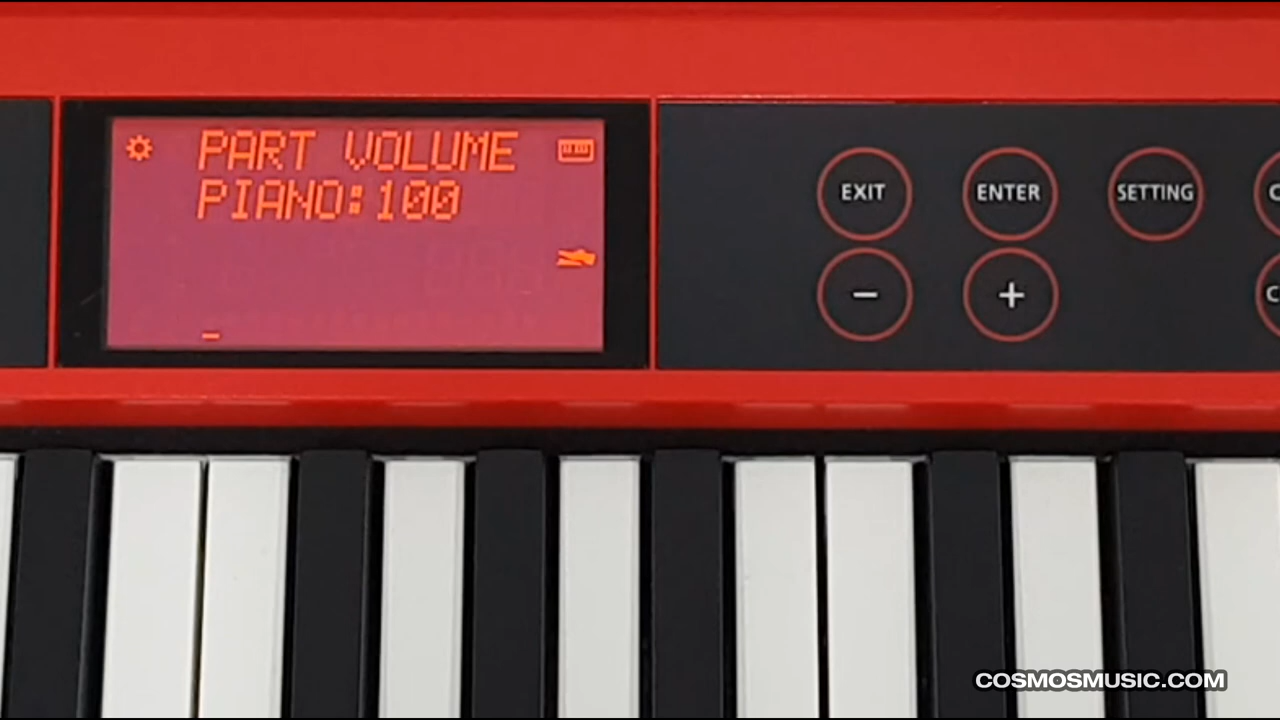 PART VOLUME
PIANO:100
EXIT
ENTER
SETTING
−
+
COSMOSMUSIC.COM